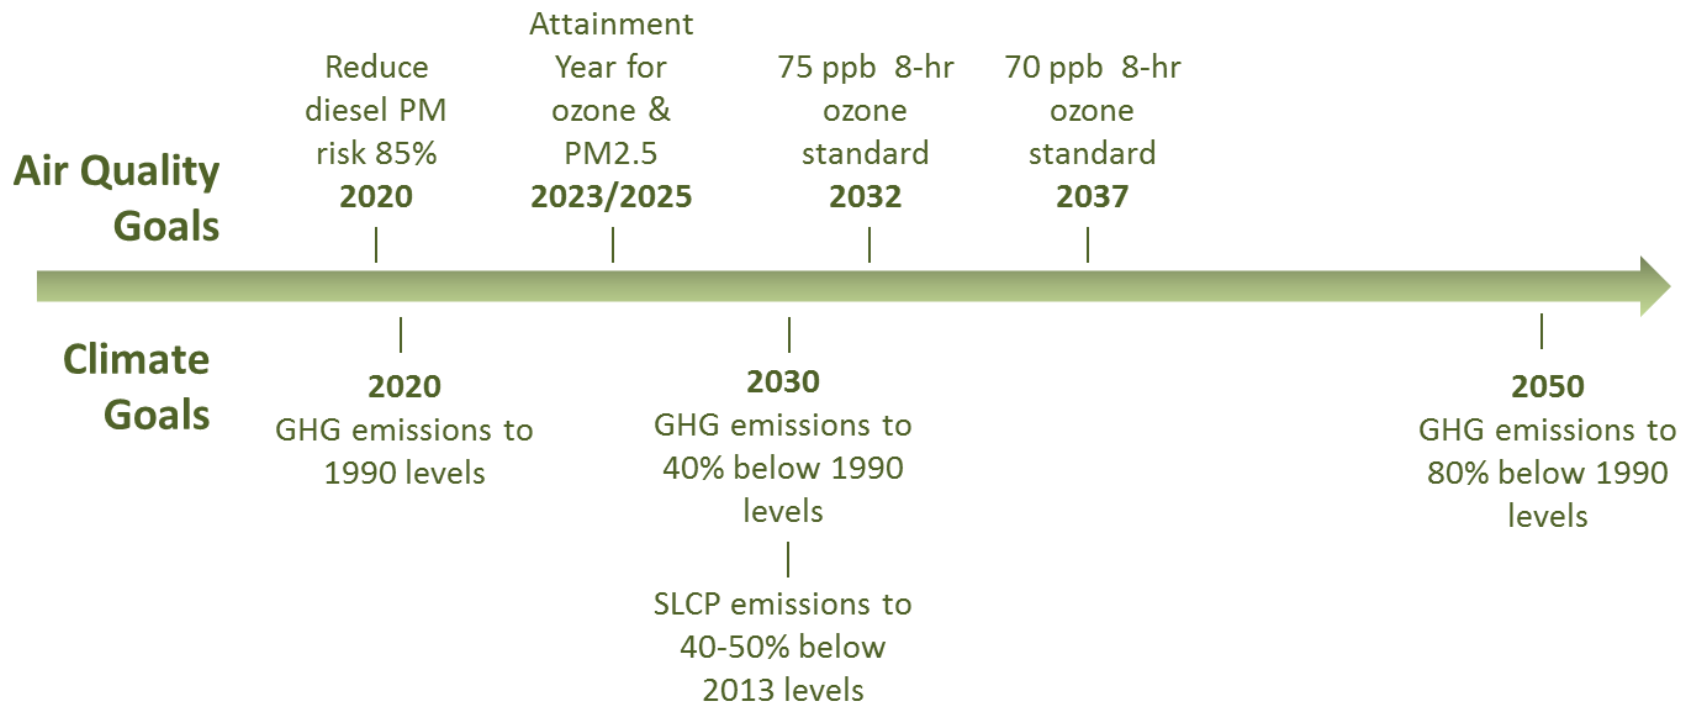 Air Quality
Goals
Reduce
diesel PM
risk 85%
2020
Attainment
Year for
ozone &
PM2.5
2023/2025
75 ppb 8-hr
ozone
standard
2032
70 ppb 8-hr
ozone
standard
2037
Climate
Goals
2020
GHG emissions to
1990 levels
2030
GHG emissions to
40% below 1990
levels
SLCP emissions to
40-50% below
2013 levels
2050
GHG emissions to
80% below 1990
levels